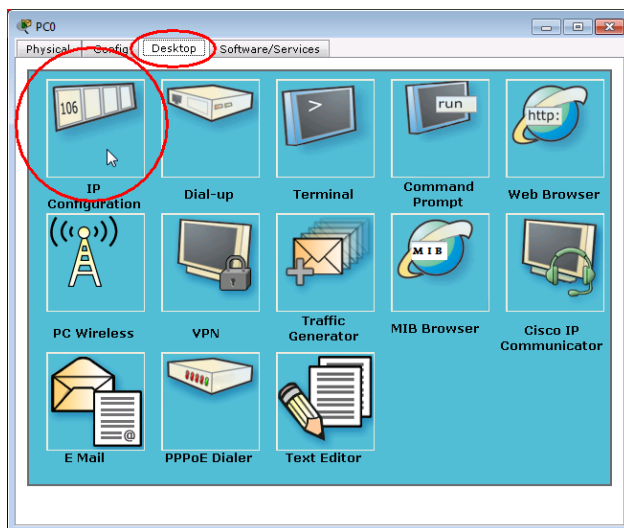 PC0
Physical Config Desktop Software/Services
106
>
run
http:
IP
Configuration
Dial-up
Terminal
Command
Prompt
Web Browser
MIB
PC Wireless
VPN
Traffic
Generator
MIB Browser
Cisco IP
Communicator
@
E Mail
PPPoE Dialer
Text Editor